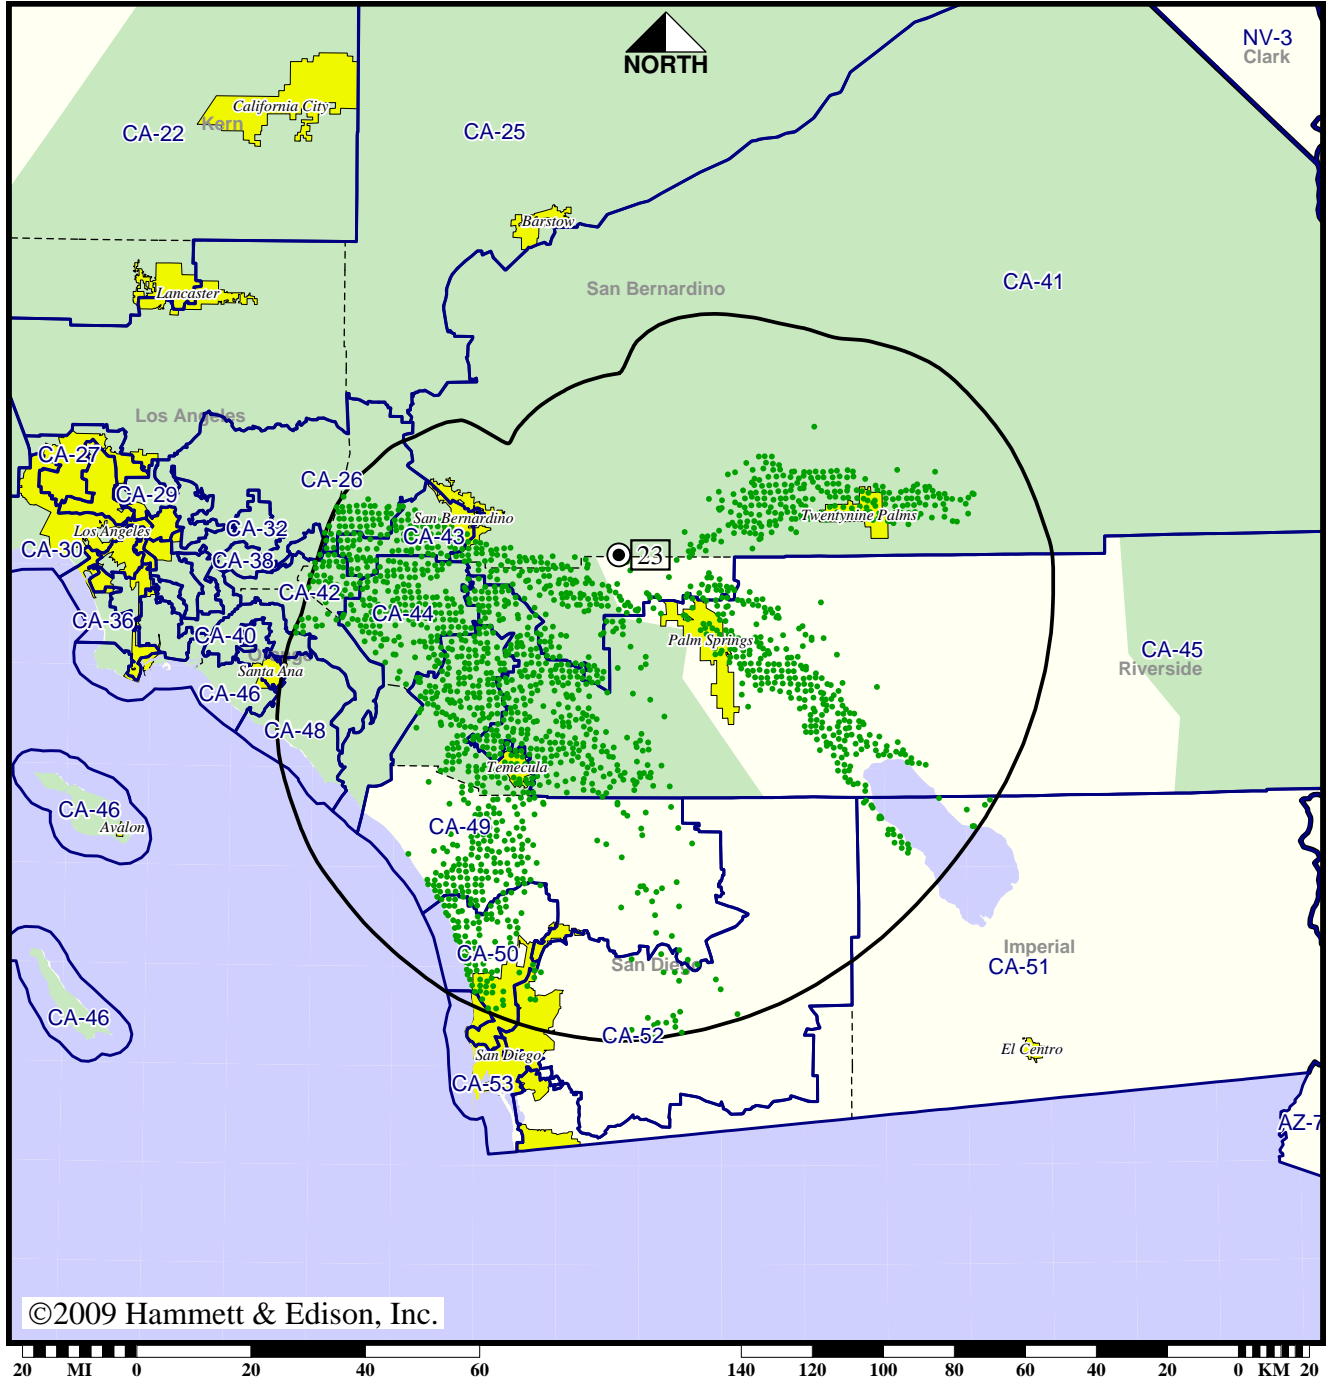 NV-3
Clark
NORTH
California City
Kern
CA-22
CA-25
Barstow
CA-41
San Bernardino
Lancaster
Los Angeles
CA-27
CA-26
CA-29
San Bernardino
Twentynine Palms
Los Angeles
CA-32
CA-43
CA-30
CA-38
23
CA-42
CA-44
CA-36
CA-40
Palm Springs
CA-45
Orange
Riverside
Santa Ana
CA-46
CA-48
Temecula
CA-46
Avalon
CA-49
CA-50
San Diego
Imperial
CA-51
CA-46
CA-52
El Centro
San Diego
CA-53
AZ-7
©2009 Hammett & Edison, Inc.
20 MI 0 20 40 60 140 120 100 80 60 40 20 0 KM 20